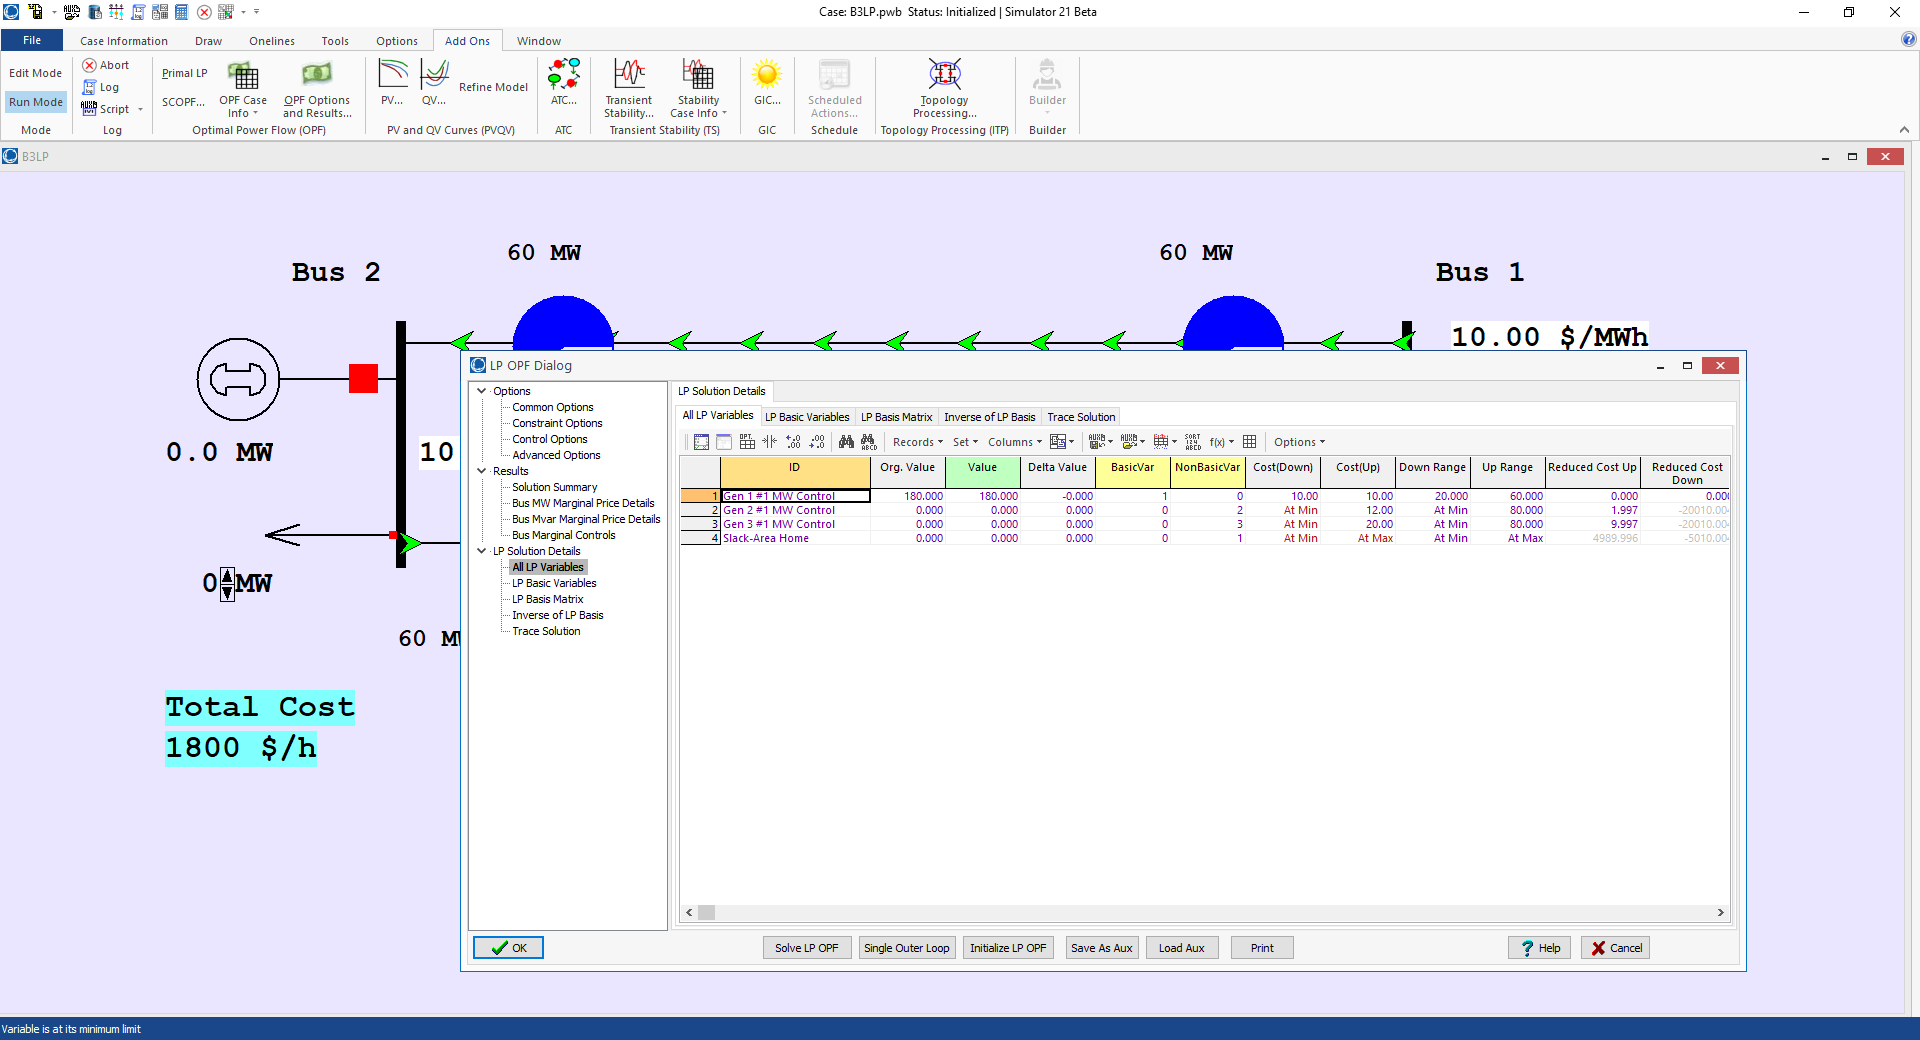 Case: B3LP.pwb  Status: Initialized | Simulator 21 Beta
File Case Information Draw Onelines Tools Options Add Ons Window
Edit Mode
Run Mode
Mode
Abort
Log
Script
Log
Primal LP
SCOPF...
OPF Case
Info
OPF Options
and Results...
Optimal Power Flow (OPF)
PV...
QV...
Refine Model
PV and QV Curves (PVQV)
ATC...
ATC
Transient
Stability...
Stability
Case Info
Transient Stability (TS)
GIC...
GIC
Scheduled
Actions...
Schedule
Topology
Processing...
Topology Processing (ITP)
Builder
Builder
B3LP
60 MW
60 MW
Bus 2
Bus 1
10.00 $/MWh
0.0 MW
10
0 MW
60 MW
Total Cost
1800 $/h
LP OPF Dialog
Options
Common Options
Constraint Options
Control Options
Advanced Options
Results
Solution Summary
Bus MW Marginal Price Details
Bus Mvar Marginal Price Details
Bus Marginal Controls
LP Solution Details
All LP Variables
LP Basic Variables
LP Basis Matrix
Inverse of LP Basis
Trace Solution
LP Solution Details
All LP Variables LP Basic Variables LP Basis Matrix Inverse of LP Basis Trace Solution
Records Set Columns f(x) Options
ID Org. Value Value Delta Value BasicVar NonBasicVar Cost(Down) Cost(Up) Down Range Up Range Reduced Cost Up Reduced Cost Down
1 Gen 1 #1 MW Control 180.000 180.000 -0.000 1 0 10.00 10.00 20.000 60.000 0.000 0.000
2 Gen 2 #1 MW Control 0.000 0.000 0.000 0 2 At Min 12.00 At Min 80.000 1.997 -20010.00
3 Gen 3 #1 MW Control 0.000 0.000 0.000 0 3 At Min 20.00 At Min 80.000 9.997 -20010.00
4 Slack-Area Home 0.000 0.000 0.000 0 1 At Min At Max At Min At Max 4989.996 -5010.00
OK Solve LP OPF Single Outer Loop Initialize LP OPF Save As Aux Load Aux Print ? Help Cancel
Variable is at its minimum limit